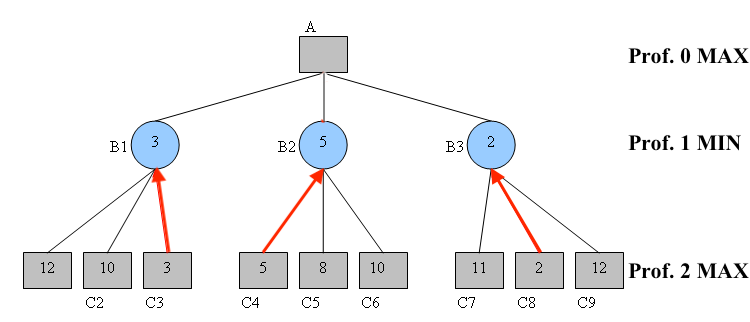 A
Prof. 0 MAX
B1 3 B2 5 B3 2 Prof. 1 MIN
12 10 3 5 8 10 11 2 12 Prof. 2 MAX
C2 C3 C4 C5 C6 C7 C8 C9